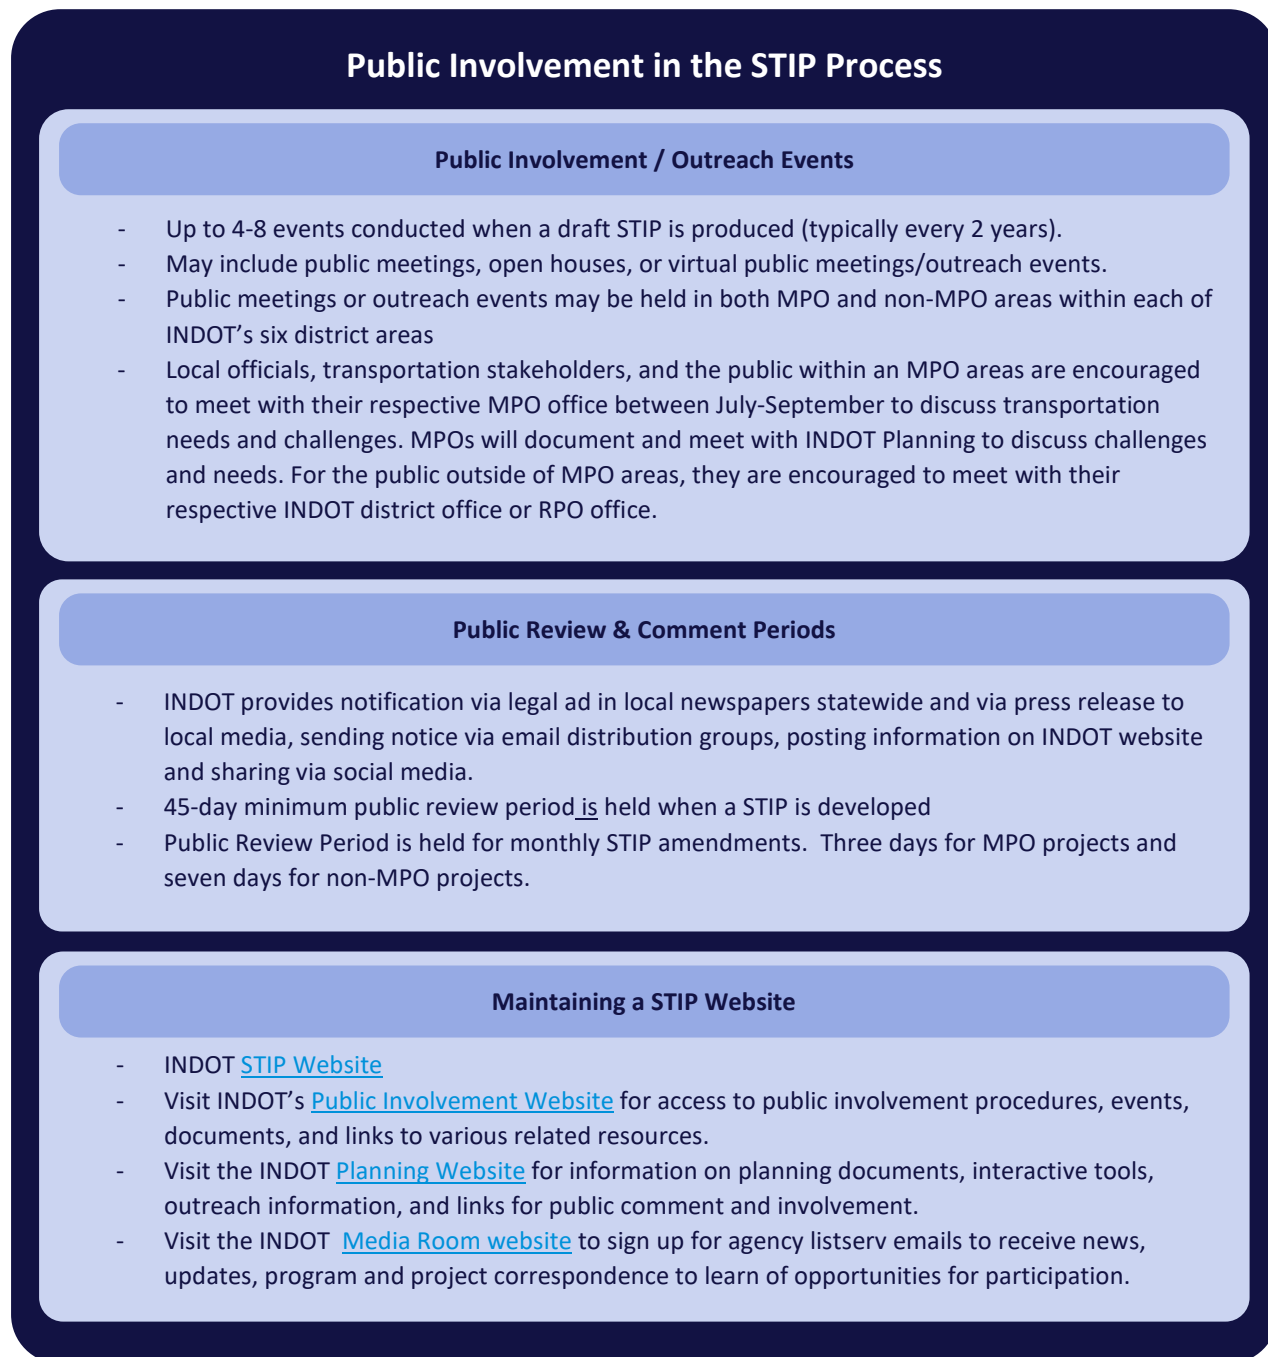 Public Involvement in the STIP Process
Public Involvement / Outreach Events
- Up to 4-8 events conducted when a draft STIP is produced (typically every 2 years).
- May include public meetings, open houses, or virtual public meetings/outreach events.
- Public meetings or outreach events may be held in both MPO and non-MPO areas within each of
INDOT’s six district areas
- Local officials, transportation stakeholders, and the public within an MPO areas are encouraged
to meet with their respective MPO office between July-September to discuss transportation
needs and challenges. MPOs will document and meet with INDOT Planning to discuss challenges
and needs. For the public outside of MPO areas, they are encouraged to meet with their
respective INDOT district office or RPO office.
Public Review & Comment Periods
- INDOT provides notification via legal ad in local newspapers statewide and via press release to
local media, sending notice via email distribution groups, posting information on INDOT website
and sharing via social media.
- 45-day minimum public review period is held when a STIP is developed
- Public Review Period is held for monthly STIP amendments.  Three days for MPO projects and
seven days for non-MPO projects.
Maintaining a STIP Website
- INDOT STIP Website
- Visit INDOT’s Public Involvement Website for access to public involvement procedures, events,
documents, and links to various related resources.
- Visit the INDOT Planning Website for information on planning documents, interactive tools,
outreach information, and links for public comment and involvement.
- Visit the INDOT  Media Room website to sign up for agency listserv emails to receive news,
updates, program and project correspondence to learn of opportunities for participation.